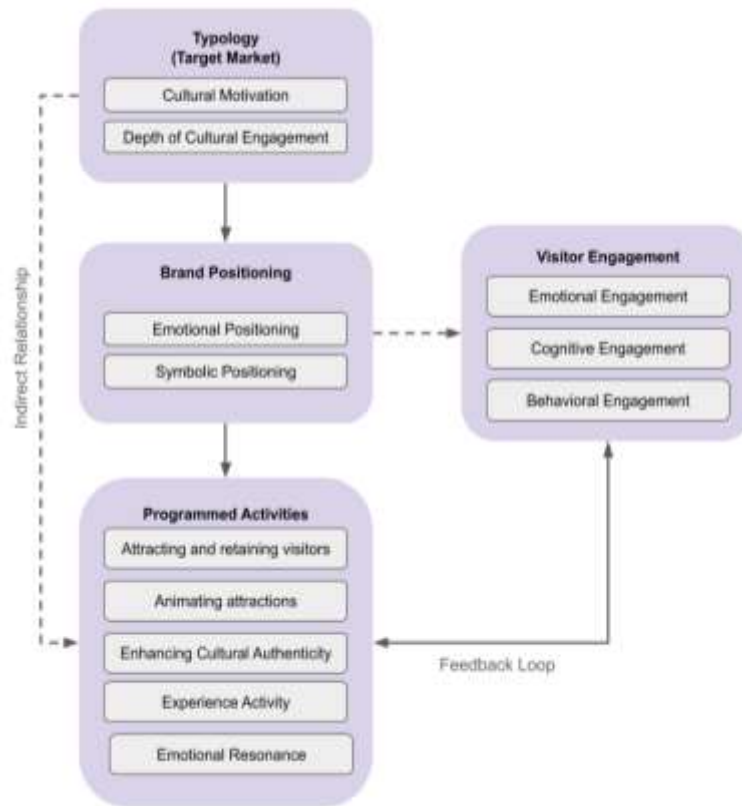 Typology
(Target Market)
Cultural Motivation
Depth of Cultural Engagement
Indirect Relationship
Brand Positioning
Emotional Positioning
Symbolic Positioning
Visitor Engagement
Emotional Engagement
Cognitive Engagement
Behavioral Engagement
Programmed Activities
Attracting and retaining visitors
Animating attractions
Enhancing Cultural Authenticity
Experience Activity
Emotional Resonance
Feedback Loop